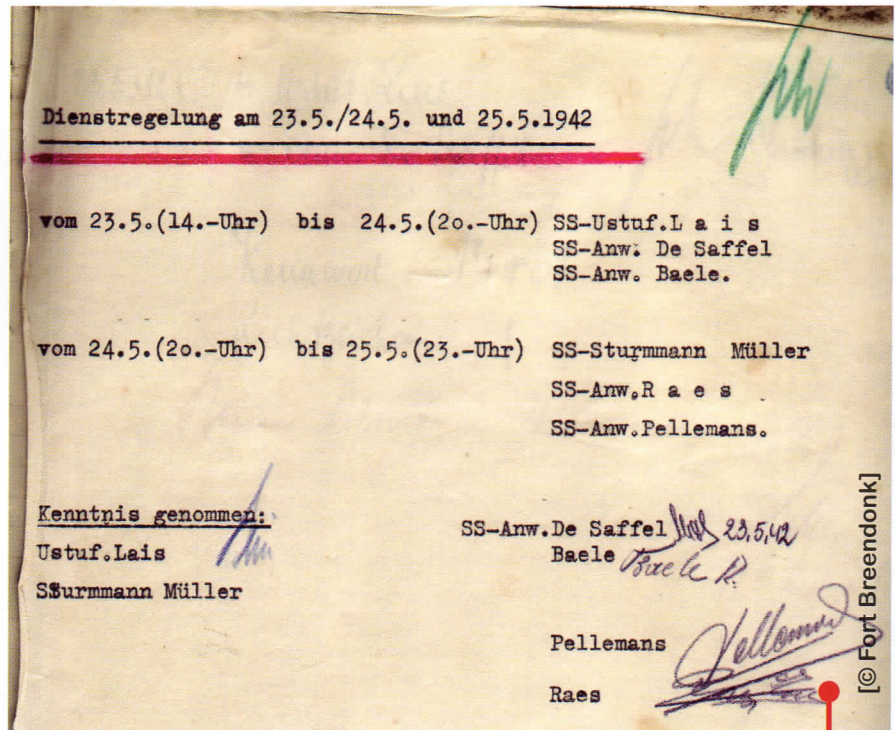 Dienstregelung am 23.5./24.5. und 25.5.1942
vom 23.5.(14.-Uhr) bis 24.5.(2o.-Uhr) SS-Ustuf.L a i s
SS-Anw. De Saffel
SS-Anw. Baele.
vom 24.5.(2o.-Uhr) bis 25.5.(23.-Uhr) SS-Sturmmann Müller
SS-Anw.R a e s
SS-Anw.Pellemans.
Kenntnis genommen:
SS-Anw.De Saffel 23,5,42
Ustuf.Lais
Baele Baele R.
Sturmmann Müller
Pellemans Pellemans
Raes
[© Fort Breendonk]